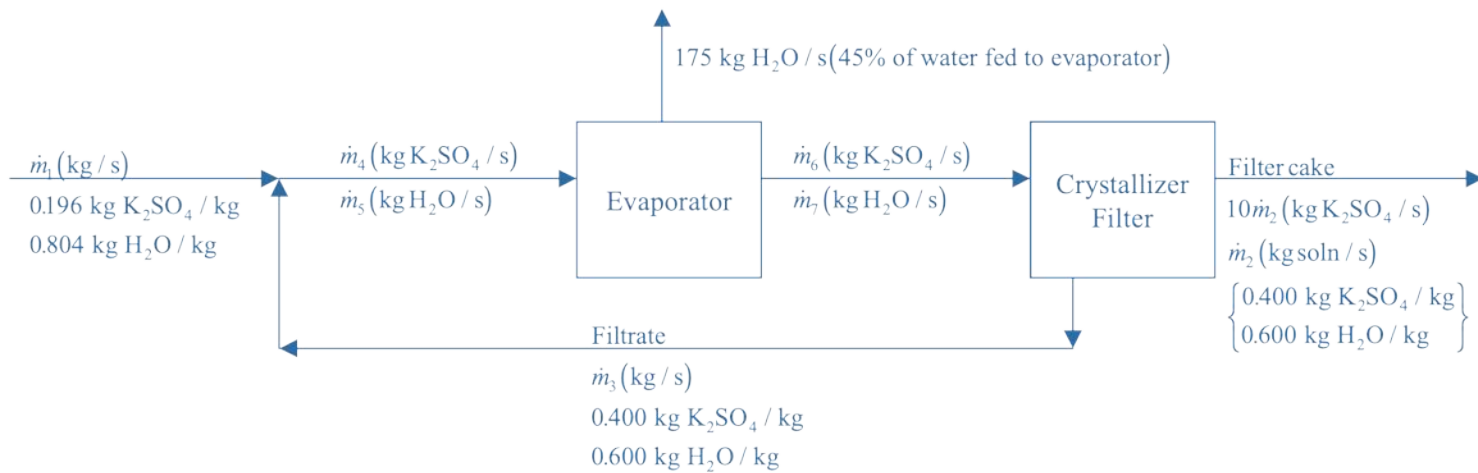 175 kg H₂O / s(45% of water fed to evaporator)
ṁ₁(kg / s)
0.196 kg K₂SO₄ / kg
0.804 kg H₂O / kg
ṁ₄(kg K₂SO₄ / s)
ṁ₅(kg H₂O / s)
Evaporator
ṁ₆(kg K₂SO₄ / s)
ṁ₇(kg H₂O / s)
Crystallizer
Filter
Filter cake
10ṁ₂(kg K₂SO₄ / s)
ṁ₂(kg soln / s)
{0.400 kg K₂SO₄ / kg}
{0.600 kg H₂O / kg}
Filtrate
ṁ₃(kg / s)
0.400 kg K₂SO₄ / kg
0.600 kg H₂O / kg